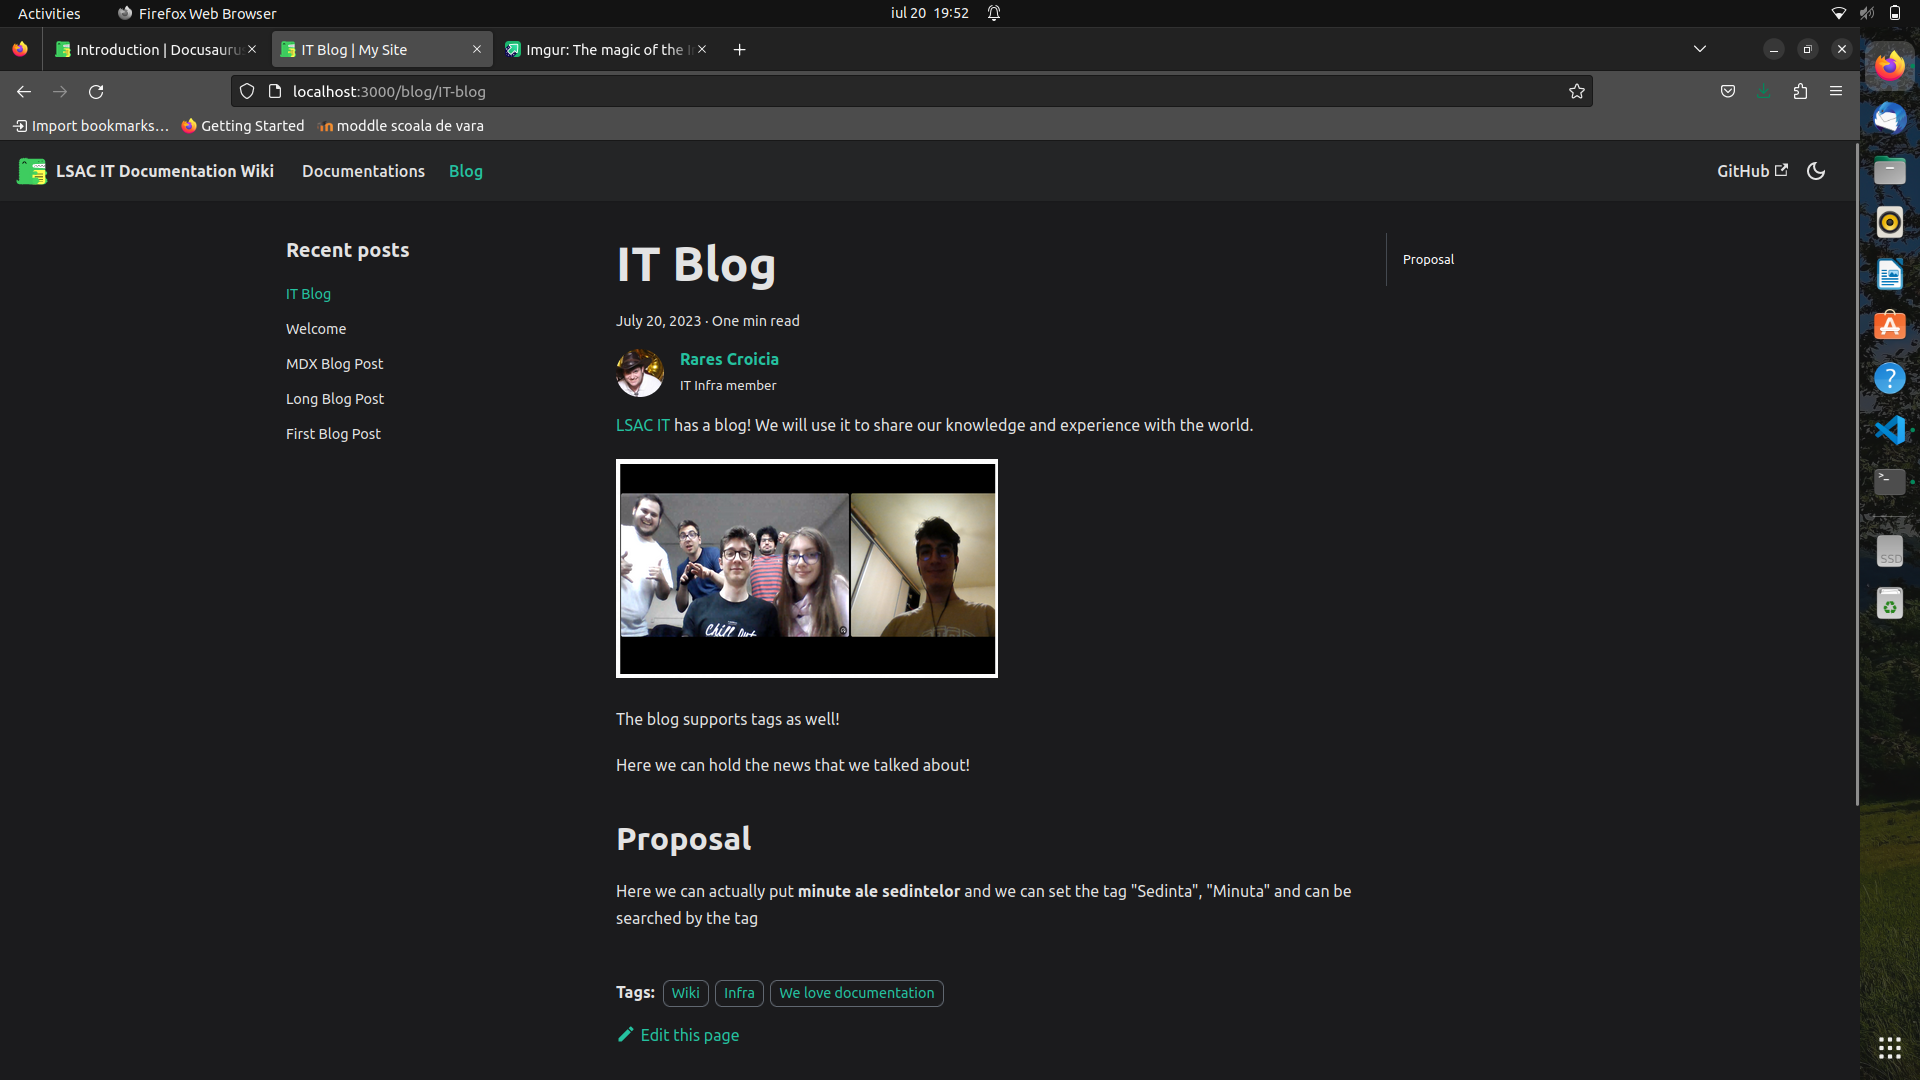 Activities
Firefox Web Browser
iul 20 19:52
Introduction | Docusauru
IT Blog | My Site
Imgur: The magic of the I
localhost:3000/blog/IT-blog
Import bookmarks...
Getting Started
moddle scoala de vara
LSAC IT Documentation Wiki
Documentations
Blog
GitHub
Recent posts
IT Blog
Welcome
MDX Blog Post
Long Blog Post
First Blog Post
IT Blog
July 20, 2023 · One min read
Rares Croicia
IT Infra member
LSAC IT has a blog! We will use it to share our knowledge and experience with the world.
Chill Out
The blog supports tags as well!
Here we can hold the news that we talked about!
Proposal
Here we can actually put minute ale sedintelor and we can set the tag "Sedinta", "Minuta" and can be
searched by the tag
Tags: Wiki Infra We love documentation
Edit this page
Proposal
SSD